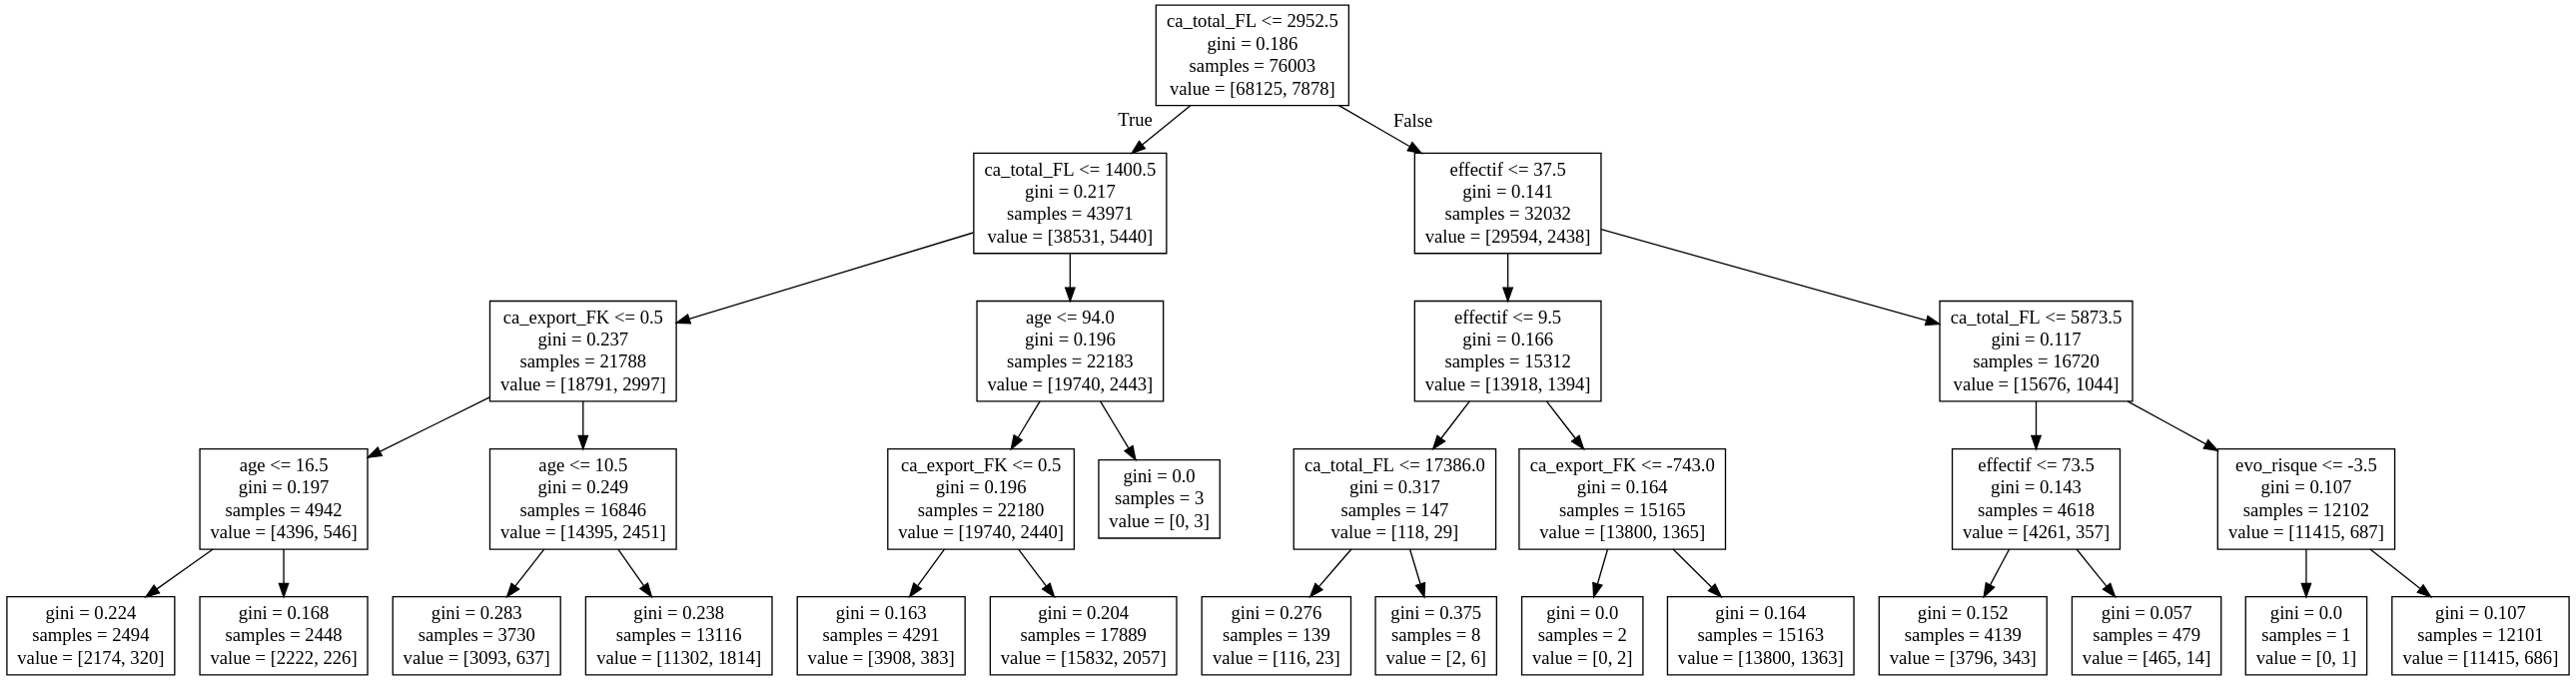 ca_total_FL <= 2952.5
gini = 0.186
samples = 76003
value = [68125, 7878]
True
False
ca_total_FL <= 1400.5
gini = 0.217
samples = 43971
value = [38531, 5440]
effectif <= 37.5
gini = 0.141
samples = 32032
value = [29594, 2438]
ca_export_FK <= 0.5
gini = 0.237
samples = 21788
value = [18791, 2997]
age <= 94.0
gini = 0.196
samples = 22183
value = [19740, 2443]
effectif <= 9.5
gini = 0.166
samples = 15312
value = [13918, 1394]
ca_total_FL <= 5873.5
gini = 0.117
samples = 16720
value = [15676, 1044]
age <= 16.5
gini = 0.197
samples = 4942
value = [4396, 546]
age <= 10.5
gini = 0.249
samples = 16846
value = [14395, 2451]
ca_export_FK <= 0.5
gini = 0.196
samples = 22180
value = [19740, 2440]
gini = 0.0
samples = 3
value = [0, 3]
ca_total_FL <= 17386.0
gini = 0.317
samples = 147
value = [118, 29]
ca_export_FK <= -743.0
gini = 0.164
samples = 15165
value = [13800, 1365]
effectif <= 73.5
gini = 0.143
samples = 4618
value = [4261, 357]
evo_risque <= -3.5
gini = 0.107
samples = 12102
value = [11415, 687]
gini = 0.224
samples = 2494
value = [2174, 320]
gini = 0.168
samples = 2448
value = [2222, 226]
gini = 0.283
samples = 3730
value = [3093, 637]
gini = 0.238
samples = 13116
value = [11302, 1814]
gini = 0.163
samples = 4291
value = [3908, 383]
gini = 0.204
samples = 17889
value = [15832, 2057]
gini = 0.276
samples = 139
value = [116, 23]
gini = 0.375
samples = 8
value = [2, 6]
gini = 0.0
samples = 2
value = [0, 2]
gini = 0.164
samples = 15163
value = [13800, 1363]
gini = 0.152
samples = 4139
value = [3796, 343]
gini = 0.057
samples = 479
value = [465, 14]
gini = 0.0
samples = 1
value = [0, 1]
gini = 0.107
samples = 12101
value = [11415, 686]